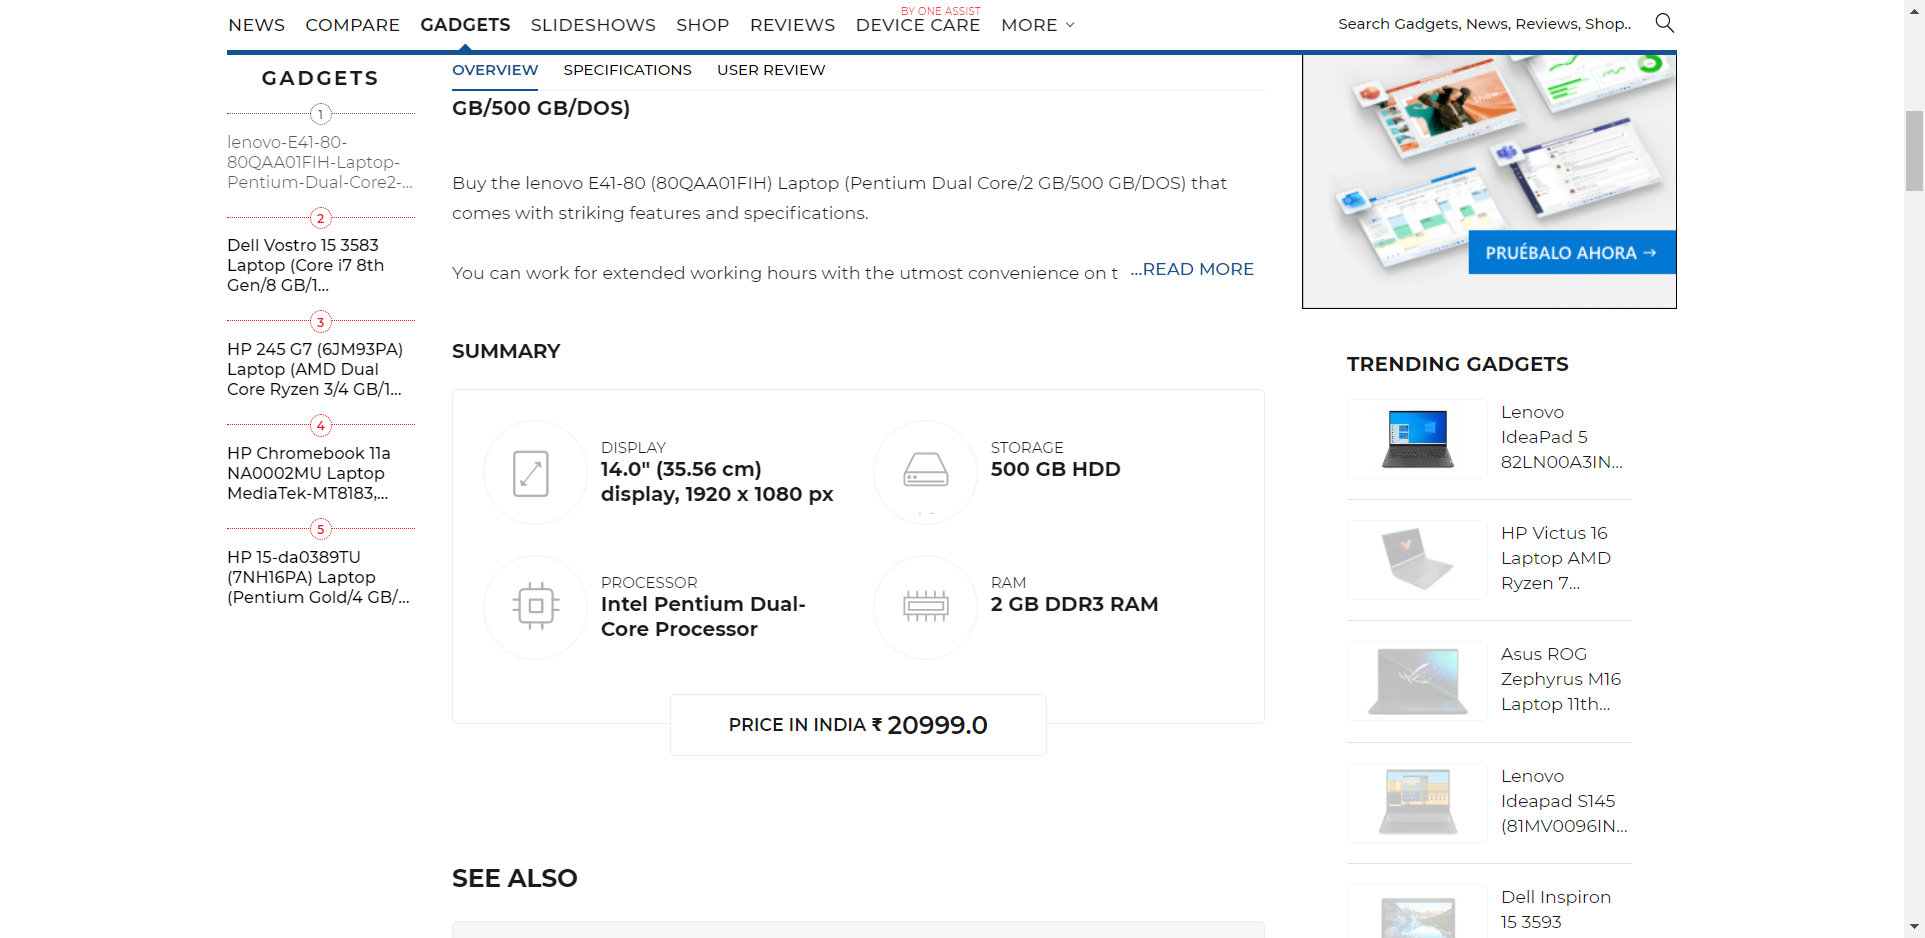 BY ONE ASSIST
NEWS COMPARE GADGETS SLIDESHOWS SHOP REVIEWS DEVICE CARE MORE
Search Gadgets, News, Reviews, Shop..
GADGETS
1
lenovo-E41-80-
80QAA01FIH-Laptop-
Pentium-Dual-Core2-...
2
Dell Vostro 15 3583
Laptop (Core i7 8th
Gen/8 GB/1...
3
HP 245 G7 (6JM93PA)
Laptop (AMD Dual
Core Ryzen 3/4 GB/1...
4
HP Chromebook 11a
NA0002MU Laptop
MediaTek-MT8183,...
5
HP 15-da0389TU
(7NH16PA) Laptop
(Pentium Gold/4 GB/...
OVERVIEW SPECIFICATIONS USER REVIEW
GB/500 GB/DOS)
Buy the lenovo E41-80 (80QAA01FIH) Laptop (Pentium Dual Core/2 GB/500 GB/DOS) that
comes with striking features and specifications.
You can work for extended working hours with the utmost convenience on t ...READ MORE
SUMMARY
DISPLAY
14.0" (35.56 cm)
display, 1920 x 1080 px
STORAGE
500 GB HDD
PROCESSOR
Intel Pentium Dual-
Core Processor
RAM
2 GB DDR3 RAM
PRICE IN INDIA ₹ 20999.0
SEE ALSO
SHOW
PRUÉBALO AHORA →
TRENDING GADGETS
Lenovo
IdeaPad 5
82LN00A3IN...
HP Victus 16
Laptop AMD
Ryzen 7...
Asus ROG
Zephyrus M16
Laptop 11th...
Lenovo
Ideapad S145
(81MV0096IN...
Dell Inspiron
15 3593